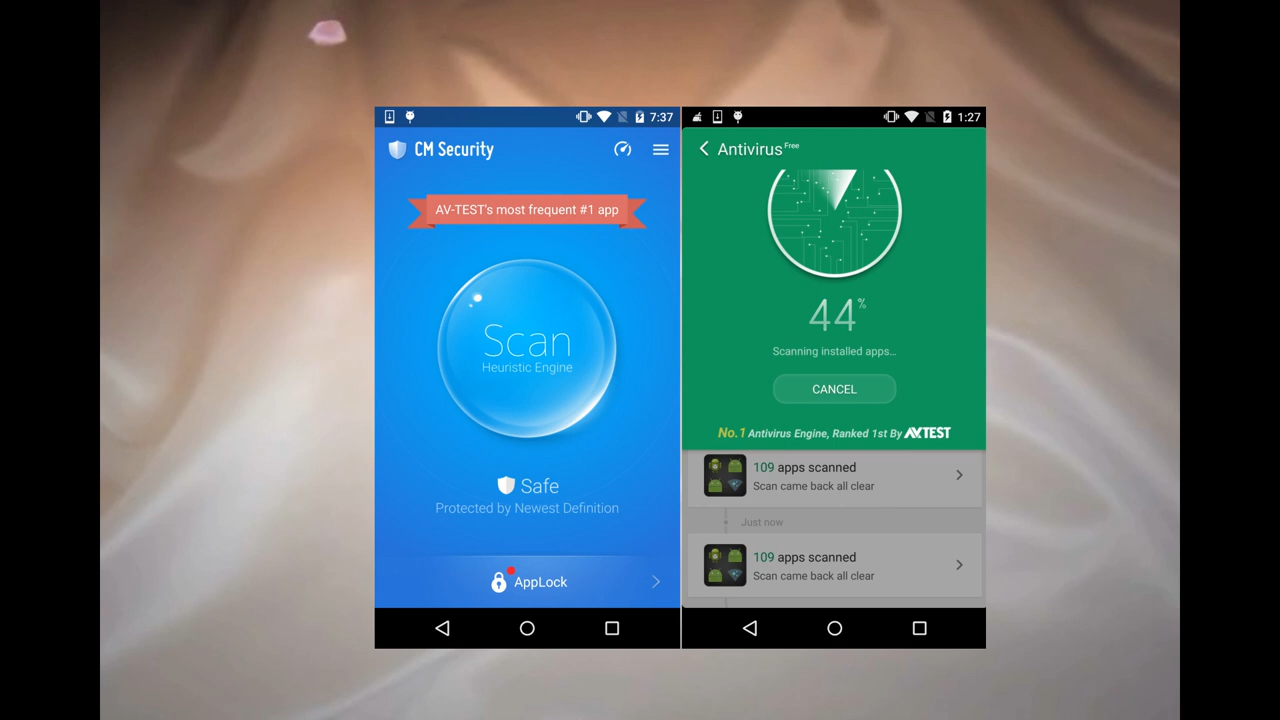 7:37
CM Security
AV-TEST's most frequent #1 app
Scan
Heuristic Engine
Safe
Protected by Newest Definition
AppLock
1:27
Antivirus Free
44%
Scanning installed apps...
CANCEL
No.1 Antivirus Engine, Ranked 1st By AVTEST
109 apps scanned
Scan came back all clear
Just now
109 apps scanned
Scan came back all clear